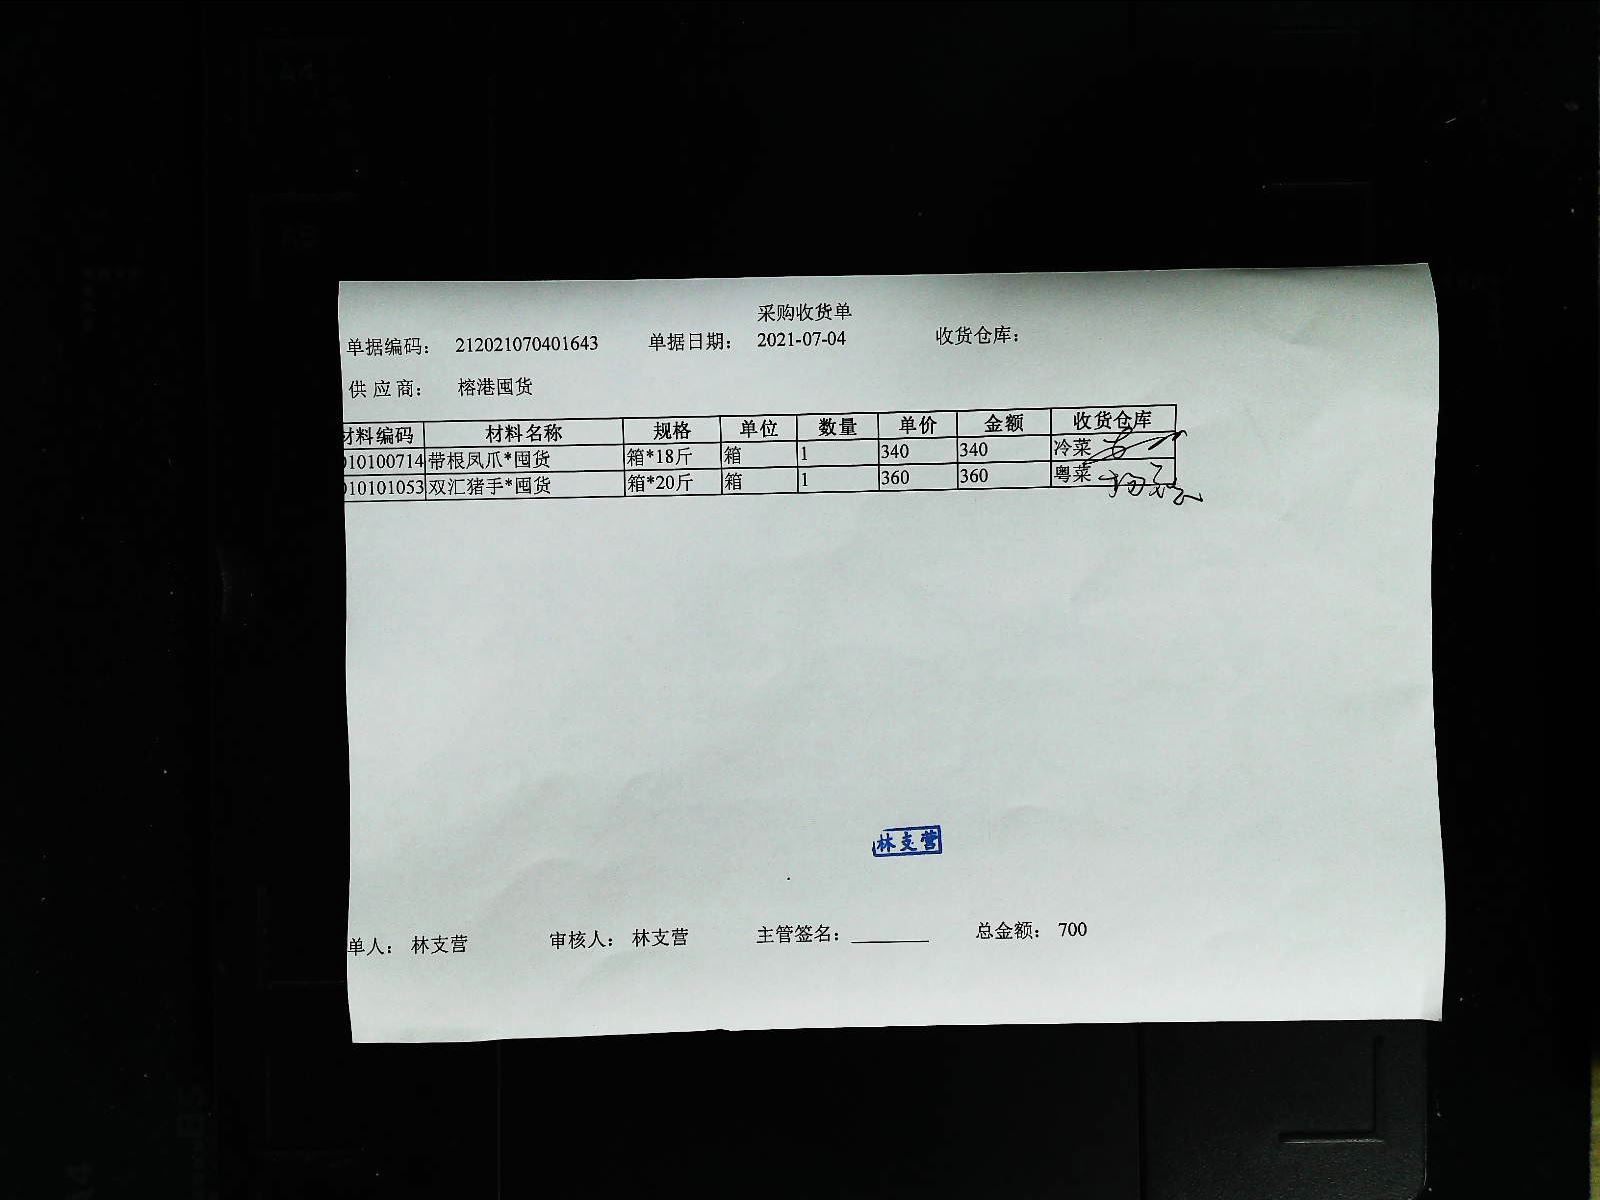 采购收货单
单据编码： 212021070401643 单据日期： 2021-07-04 收货仓库：
供应商： 榕港囤货
材料编码 材料名称 规格 单位 数量 单价 金额 收货仓库
010100714 带根凤爪*囤货 箱*18斤 箱 1 340 340 冷菜
010101053 双汇猪手*囤货 箱*20斤 箱 1 360 360 粤菜
林支营
单人： 林支营 审核人： 林支营 主管签名：________ 总金额： 700
A4